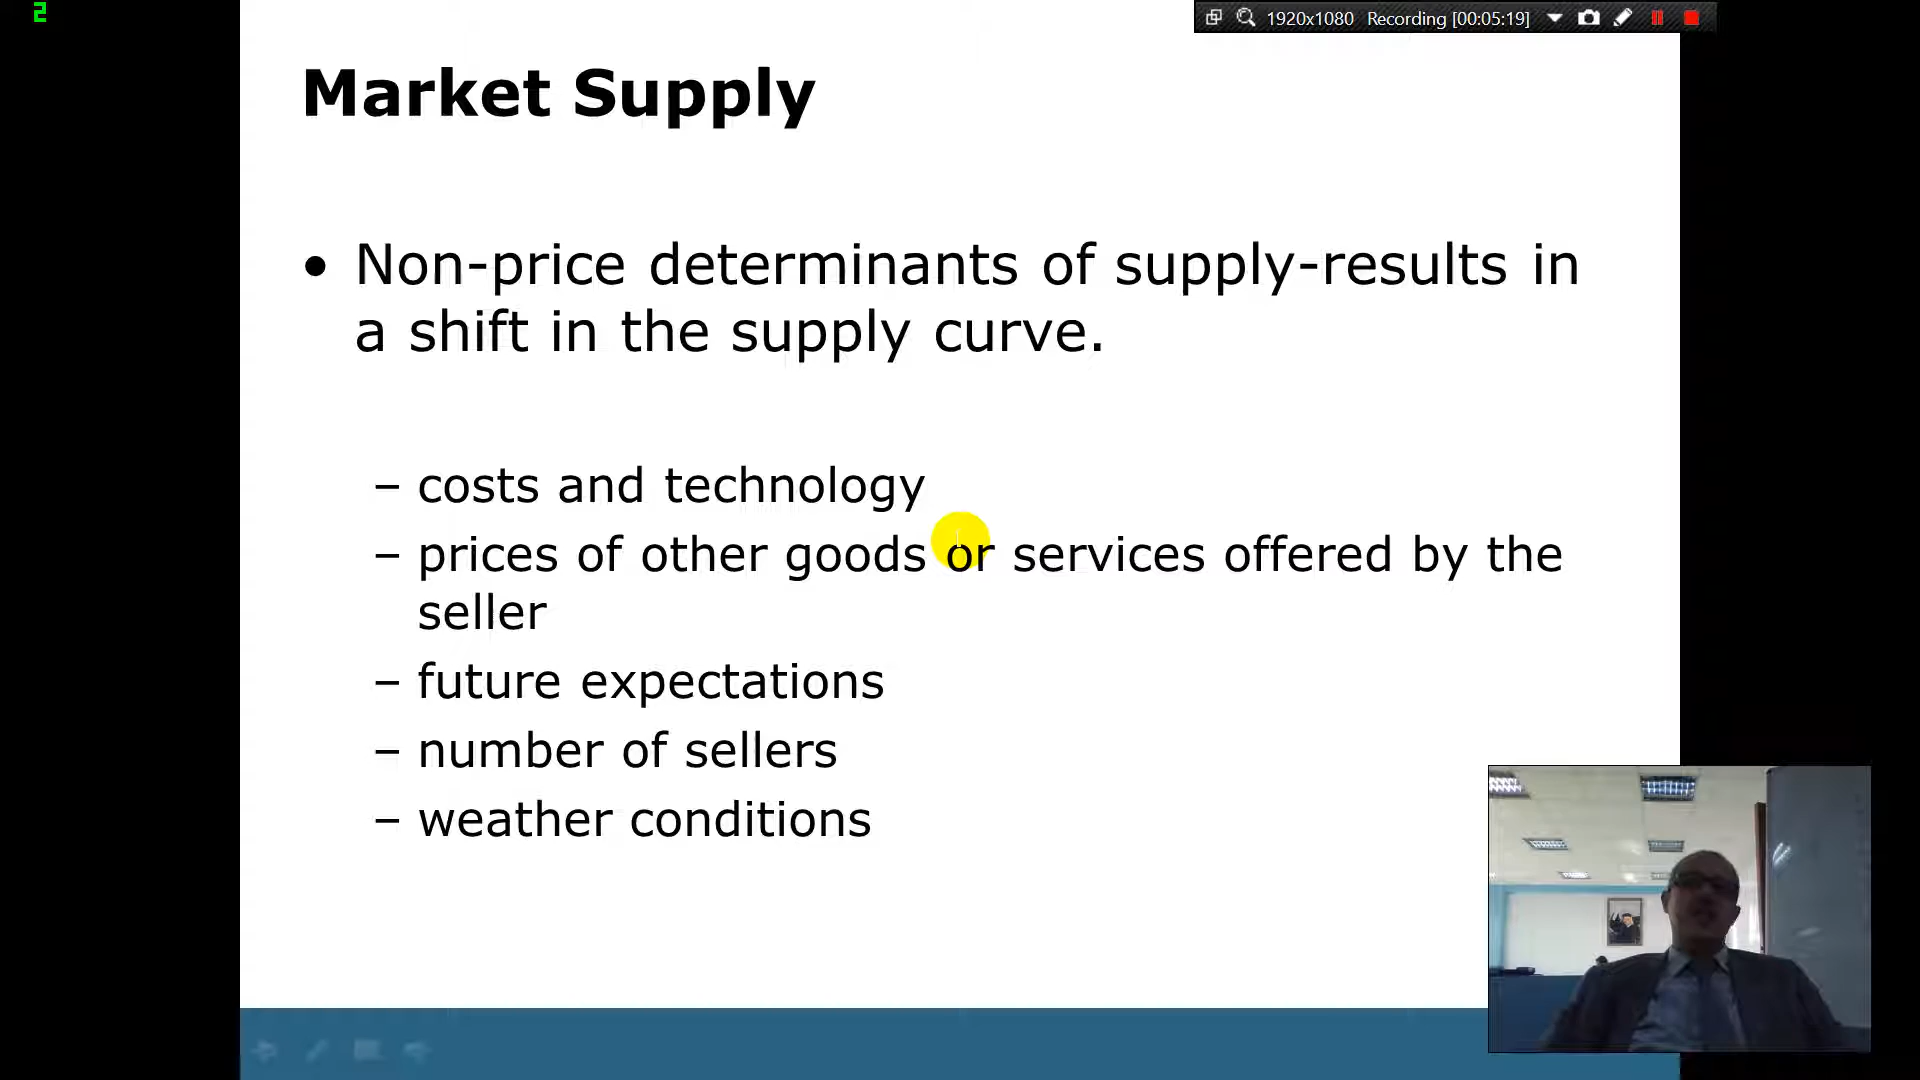 2
1920x1080 Recording [00:05:19]
Market Supply
• Non-price determinants of supply-results in
a shift in the supply curve.
– costs and technology
– prices of other goods or services offered by the
seller
– future expectations
– number of sellers
– weather conditions